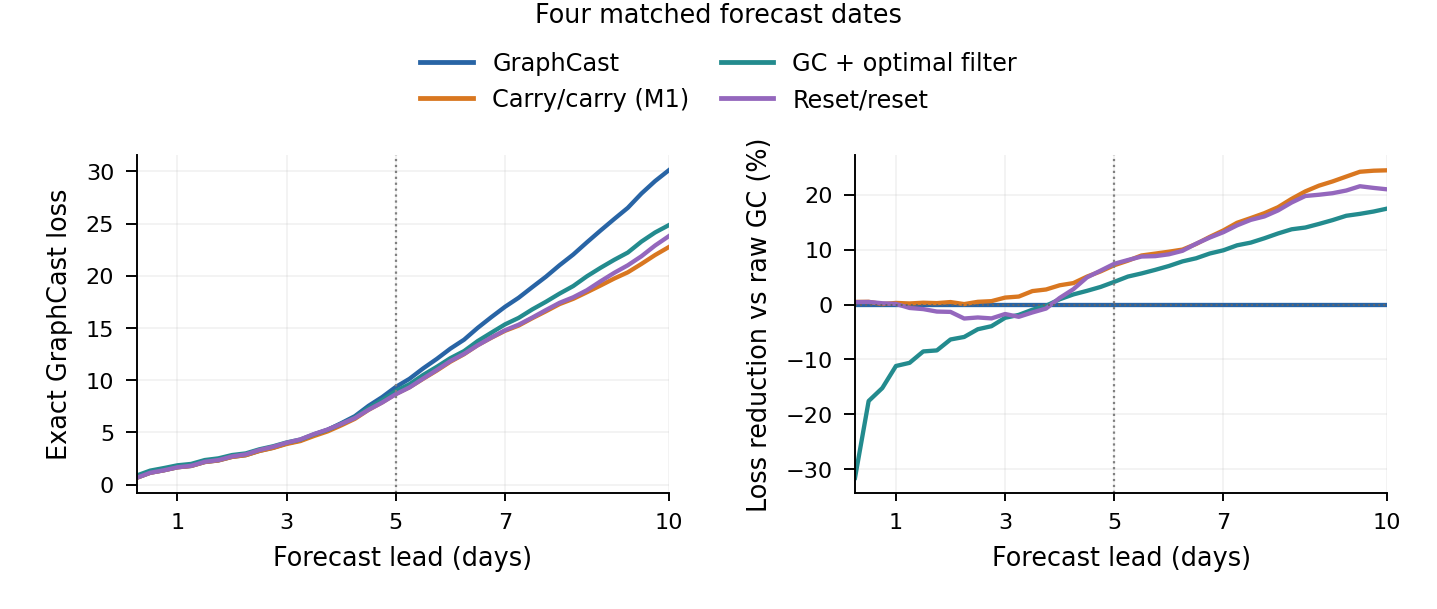 Four matched forecast dates
GraphCast
GC + optimal filter
Carry/carry (M1)
Reset/reset
Exact GraphCast loss
30
25
20
15
10
5
0
1
3
5
7
10
Forecast lead (days)
Loss reduction vs raw GC (%)
20
10
0
−10
−20
−30
1
3
5
7
10
Forecast lead (days)